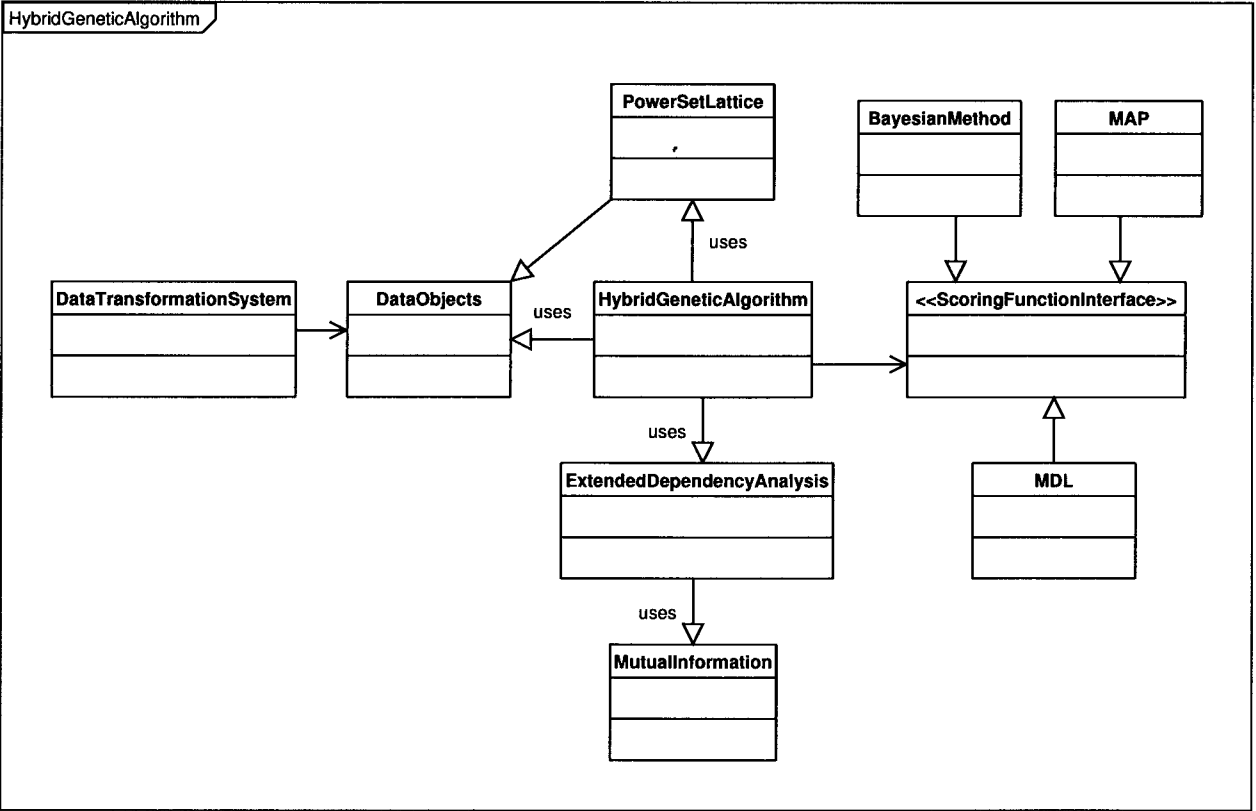 HybridGeneticAlgorithm
PowerSetLattice
BayesianMethod
MAP
uses
DataTransformationSystem
DataObjects
uses
HybridGeneticAlgorithm
<<ScoringFunctionInterface>>
uses
ExtendedDependencyAnalysis
MDL
uses
MutualInformation